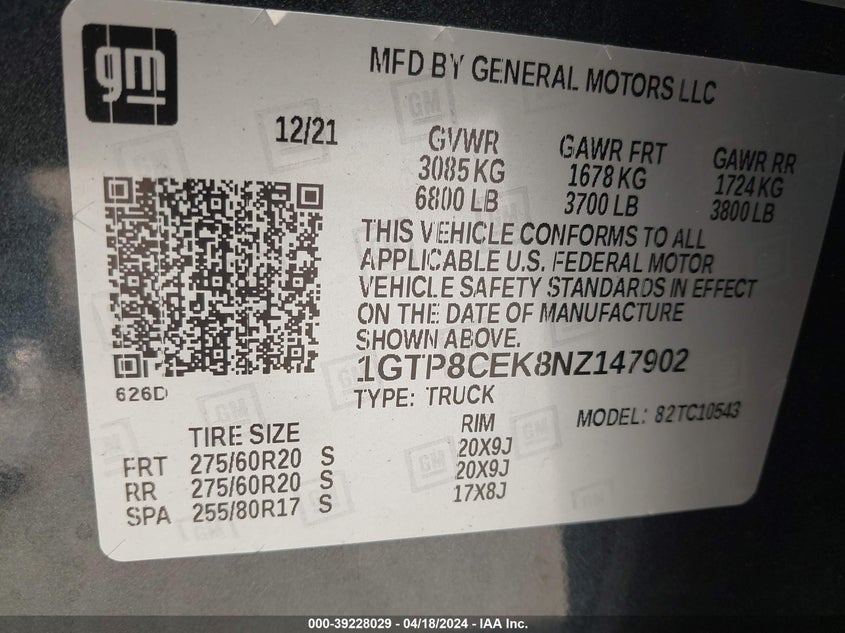 gm
MFD BY GENERAL MOTORS LLC
12/21
GVWR GAWR FRT GAWR RR
3085 KG 1678 KG 1724 KG
6800 LB 3700 LB 3800 LB
THIS VEHICLE CONFORMS TO ALL
APPLICABLE U.S. FEDERAL MOTOR
VEHICLE SAFETY STANDARDS IN EFFECT
ON THE DATE OF MANUFACTURE
SHOWN ABOVE.
1GTP8CEK8NZ147902
626D
TYPE: TRUCK
MODEL: 82TC10543
TIRE SIZE RIM
FRT 275/60R20 S 20X9J
RR 275/60R20 S 20X9J
SPA 255/80R17 S 17X8J
000-39228029 - 04/18/2024 - IAA Inc.